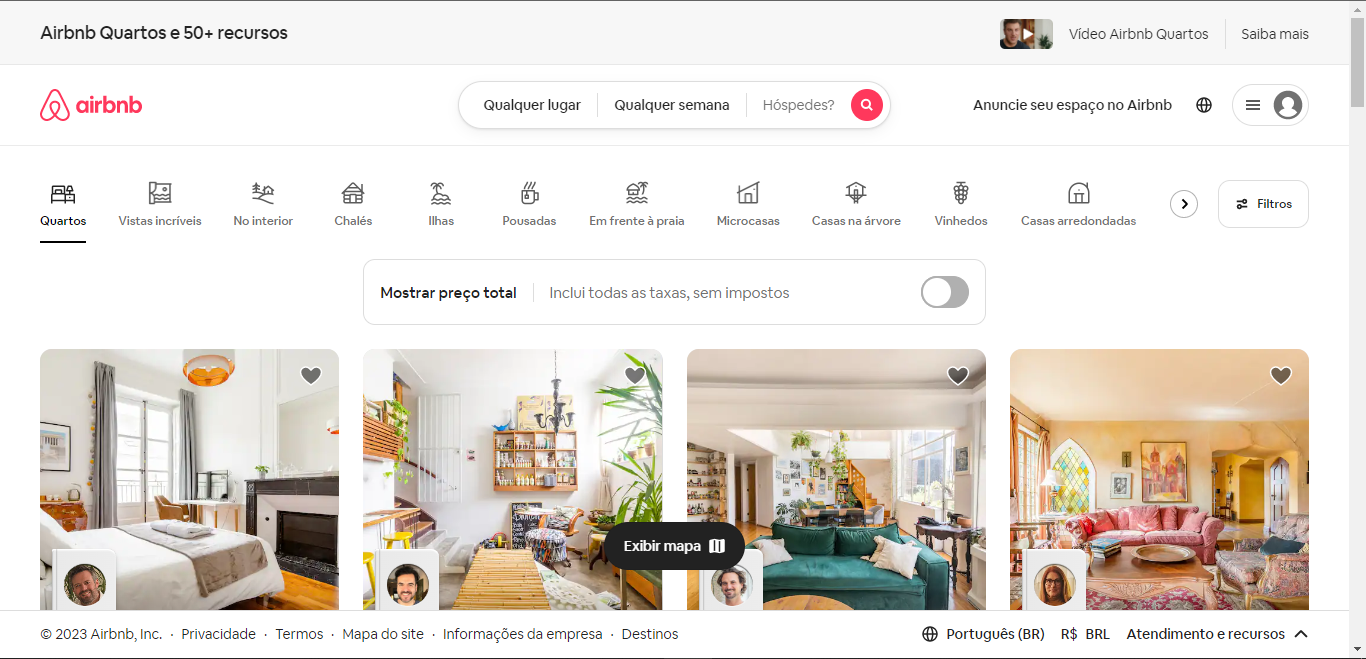 Airbnb Quartos e 50+ recursos
Vídeo Airbnb Quartos
Saiba mais
airbnb
Qualquer lugar
Qualquer semana
Hóspedes?
Anuncie seu espaço no Airbnb
Quartos
Vistas incríveis
No interior
Chalés
Ilhas
Pousadas
Em frente à praia
Microcasas
Casas na árvore
Vinhedos
Casas arredondadas
Filtros
Mostrar preço total
Inclui todas as taxas, sem impostos
Exibir mapa
© 2023 Airbnb, Inc. · Privacidade · Termos · Mapa do site · Informações da empresa · Destinos
Português (BR)
R$ BRL
Atendimento e recursos